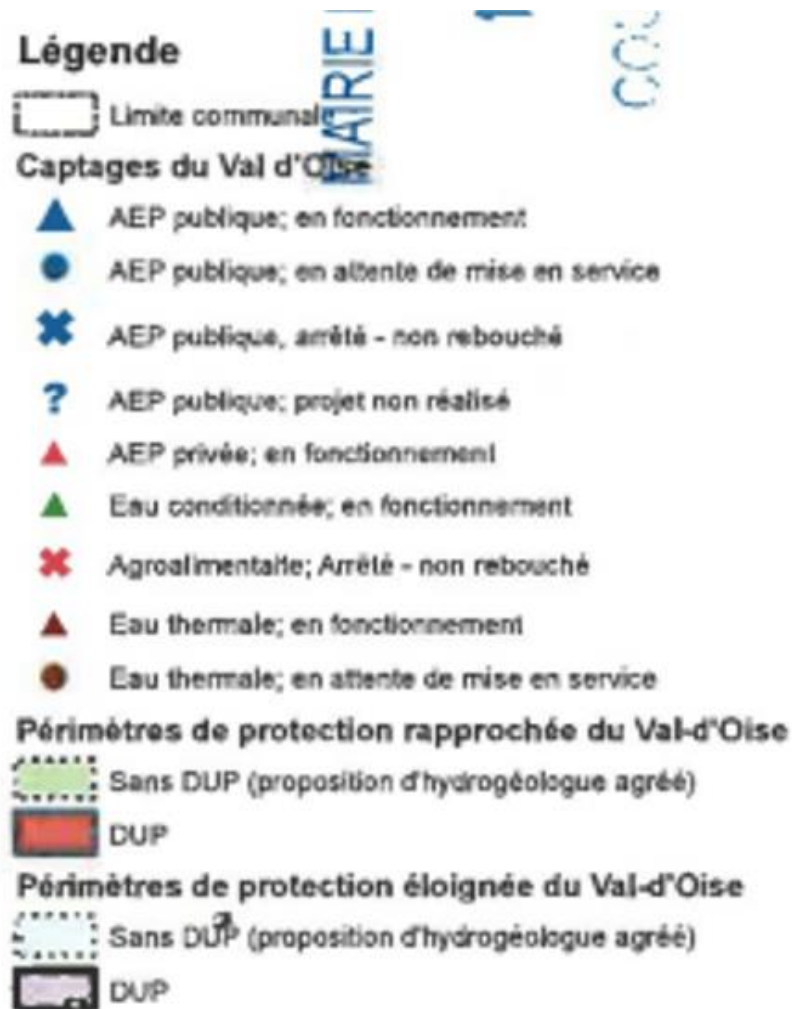 Légende
MAIRIE
Limite communale
Captages du Val d'Oise
AEP publique; en fonctionnement
AEP publique; en attente de mise en service
AEP publique, arrêté - non rebouché
? AEP publique; projet non réalisé
AEP privée; en fonctionnement
Eau conditionnée; en fonctionnement
Agroalimentaite; Arrêté - non rebouché
Eau thermale; en fonctionnement
Eau thermale; en attente de mise en service
Périmètres de protection rapprochée du Val-d'Oise
Sans DUP (proposition d'hydrogéologue agréé)
DUP
Périmètres de protection éloignée du Val-d'Oise
Sans DUP (proposition d'hydrogéologue agréé)
DUP